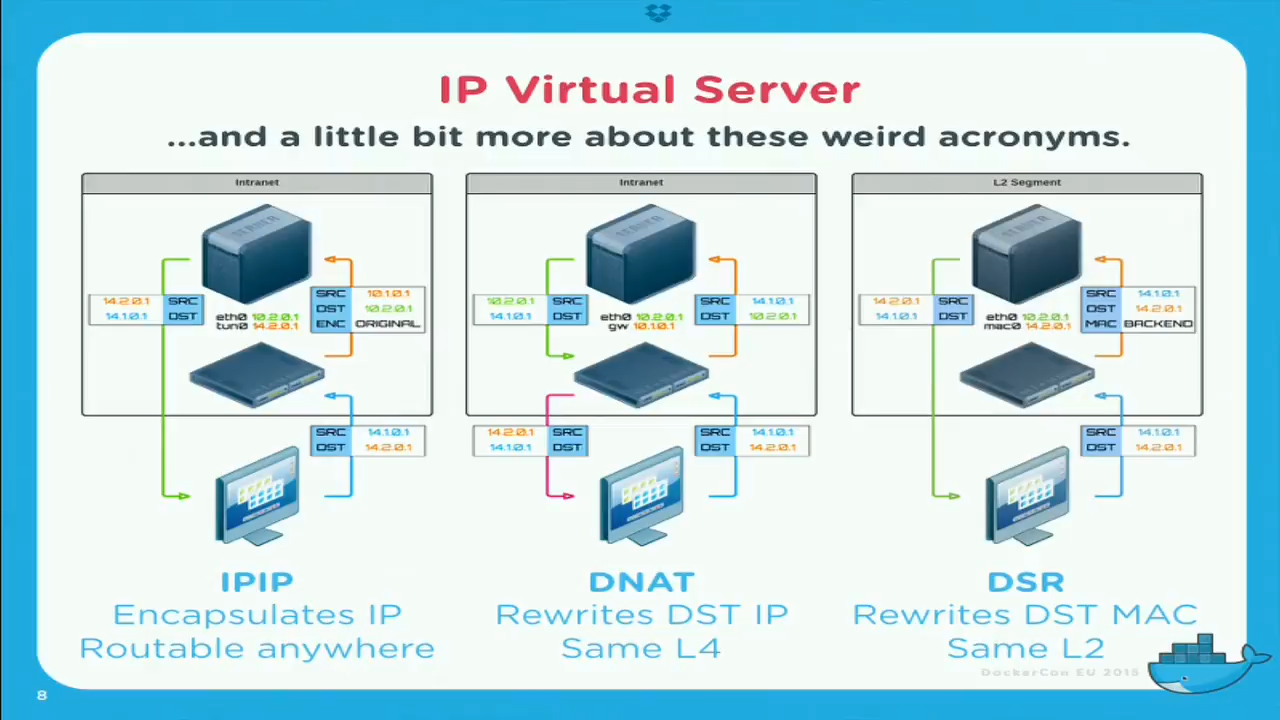 IP Virtual Server
...and a little bit more about these weird acronyms.
Intranet
SERVER
14.2.0.1 SRC
14.1.0.1 DST
eth0 10.2.0.1
tun0 14.2.0.1
SRC 10.1.0.1
DST 10.2.0.1
ENC ORIGINAL
SRC 14.1.0.1
DST 14.2.0.1
IPIP
Encapsulates IP
Routable anywhere
Intranet
SERVER
10.2.0.1 SRC
14.1.0.1 DST
eth0 10.2.0.1
gw 10.1.0.1
SRC 14.1.0.1
DST 10.2.0.1
14.2.0.1 SRC
14.1.0.1 DST
SRC 14.1.0.1
DST 14.2.0.1
DNAT
Rewrites DST IP
Same L4
L2 Segment
SERVER
14.2.0.1 SRC
14.1.0.1 DST
eth0 10.2.0.1
mac0 14.2.0.1
SRC 14.1.0.1
DST 14.2.0.1
MAC BACKEND
SRC 14.1.0.1
DST 14.2.0.1
DSR
Rewrites DST MAC
Same L2
DockerCon EU 2015
8